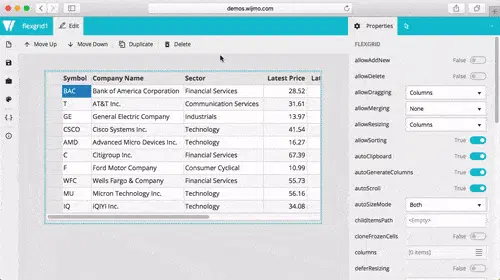 demos.wijmo.com
flexgrid1 Edit Properties
Move Up Move Down Duplicate Delete
FLEXGRID
allowAddNew False
allowDelete False
allowDragging Columns
allowMerging None
allowResizing Columns
allowSorting True
autoClipboard True
autoGenerateColumns True
autoScroll True
autoSizeMode Both
childItemsPath <Empty>
cloneFrozenCells False
columns [0 items]
deferResizing False
Symbol Company Name Sector Latest Price
BAC Bank of America Corporation Financial Services 28.52
T AT&T Inc. Communication Services 31.61
GE General Electric Company Industrials 13.97
CSCO Cisco Systems Inc. Technology 41.54
AMD Advanced Micro Devices Inc. Technology 16.27
C Citigroup Inc. Financial Services 67.39
F Ford Motor Company Consumer Cyclical 10.99
WFC Wells Fargo & Company Financial Services 55.73
MU Micron Technology Inc. Technology 56.16
IQ iQIYI Inc. Technology 34.08